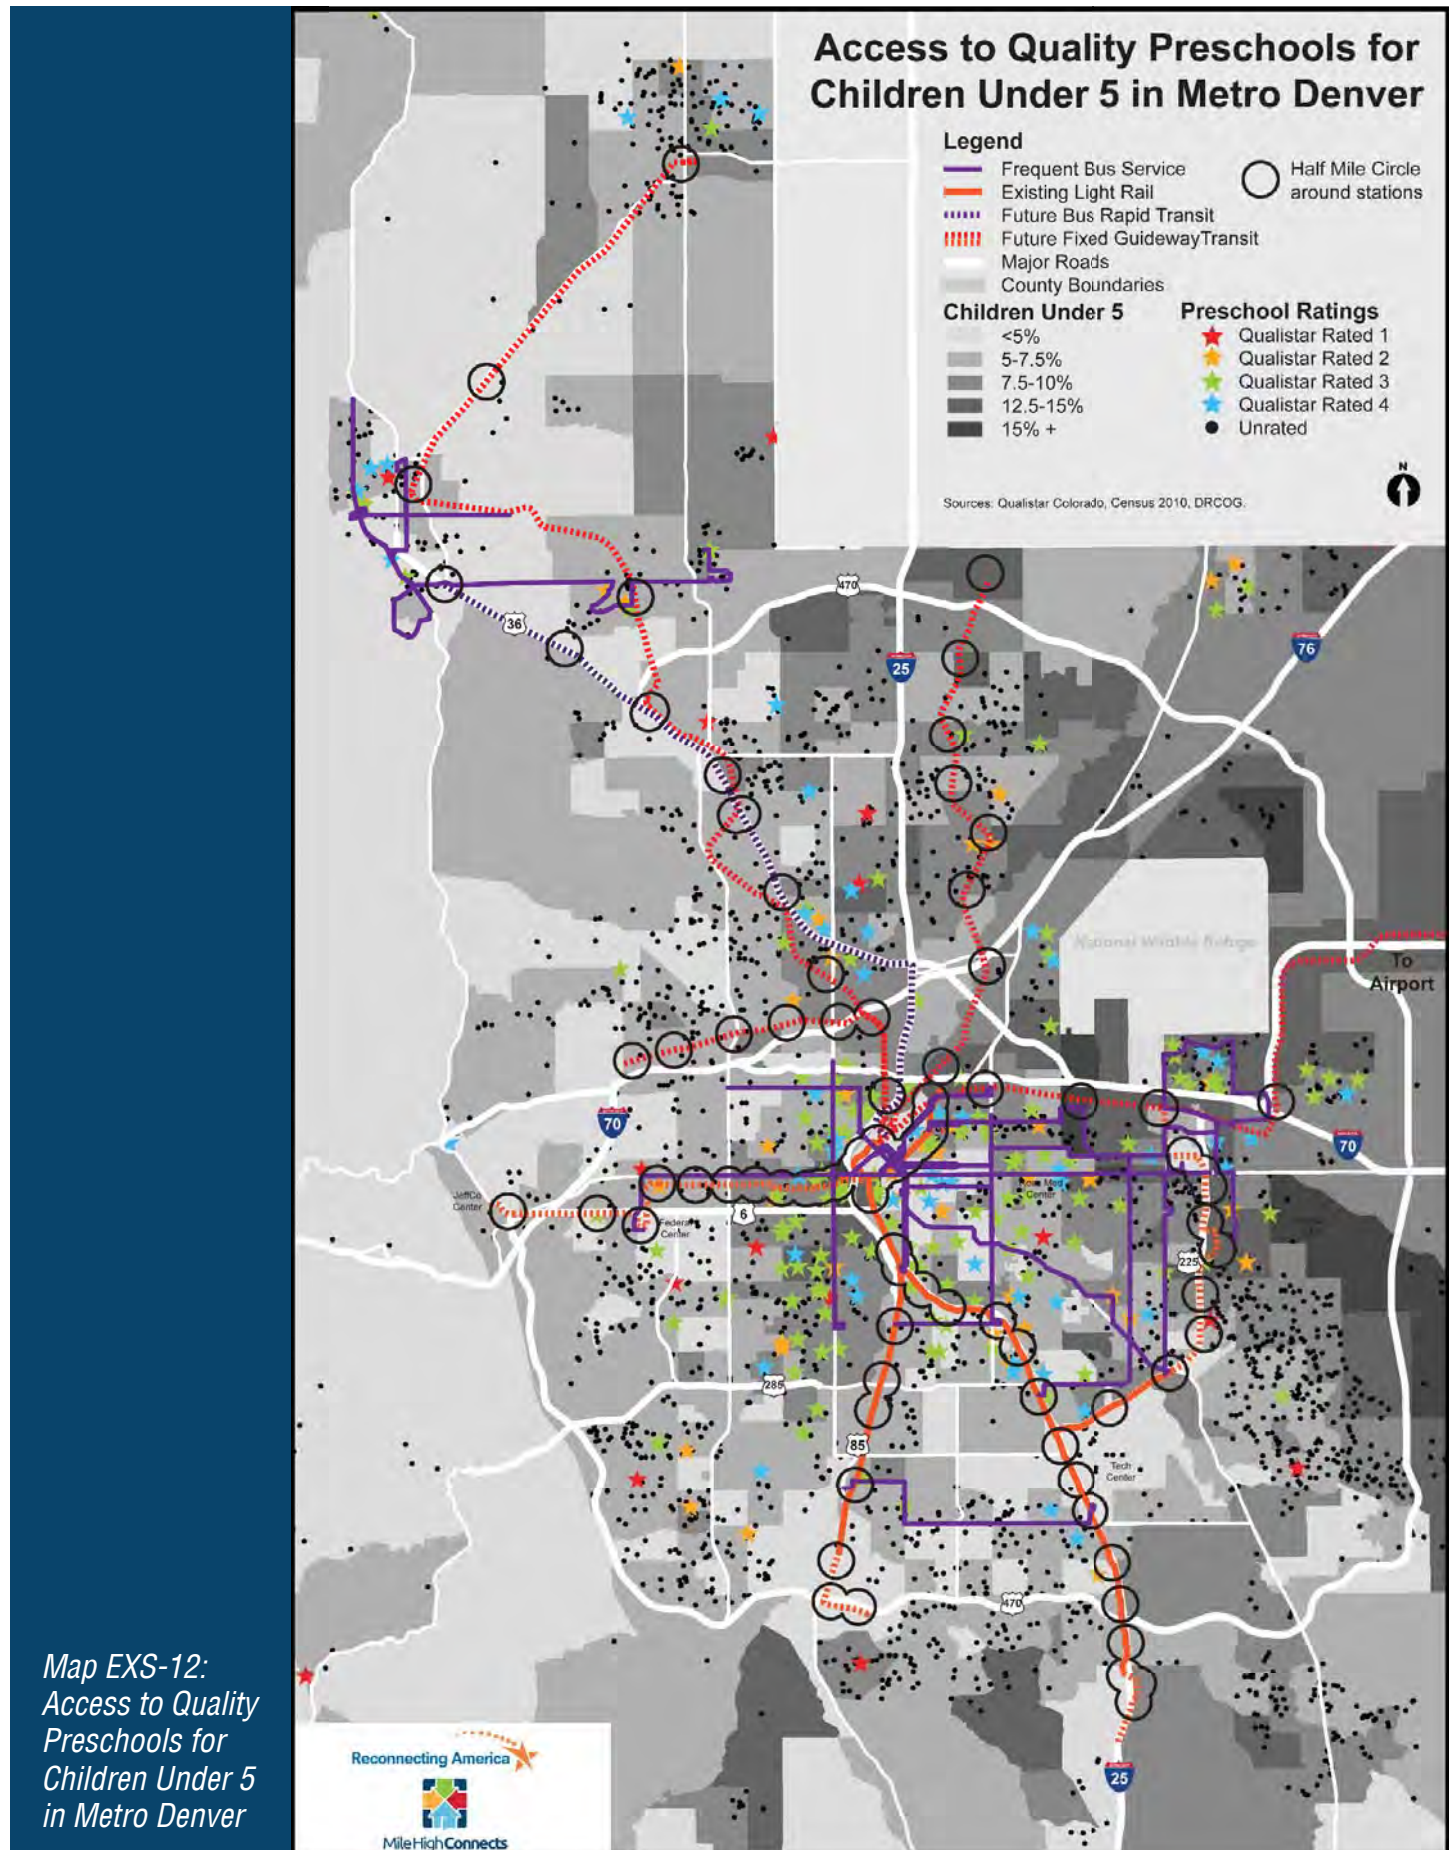 Access to Quality Preschools for
Children Under 5 in Metro Denver
Legend
Frequent Bus Service
Existing Light Rail
Future Bus Rapid Transit
Future Fixed GuidewayTransit
Major Roads
County Boundaries
Half Mile Circle
around stations
Children Under 5
<5%
5-7.5%
7.5-10%
12.5-15%
15% +
Preschool Ratings
Qualistar Rated 1
Qualistar Rated 2
Qualistar Rated 3
Qualistar Rated 4
Unrated
N
Sources: Qualistar Colorado, Census 2010, DRCOG.
470
36
25
76
National Wildlife Refuge
To
Airport
70
70
JeffCo
Center
Federal
Center
6
Rose Med
Center
225
285
85
Tech
Center
470
25
Reconnecting America
MileHighConnects
Map EXS-12:
Access to Quality
Preschools for
Children Under 5
in Metro Denver